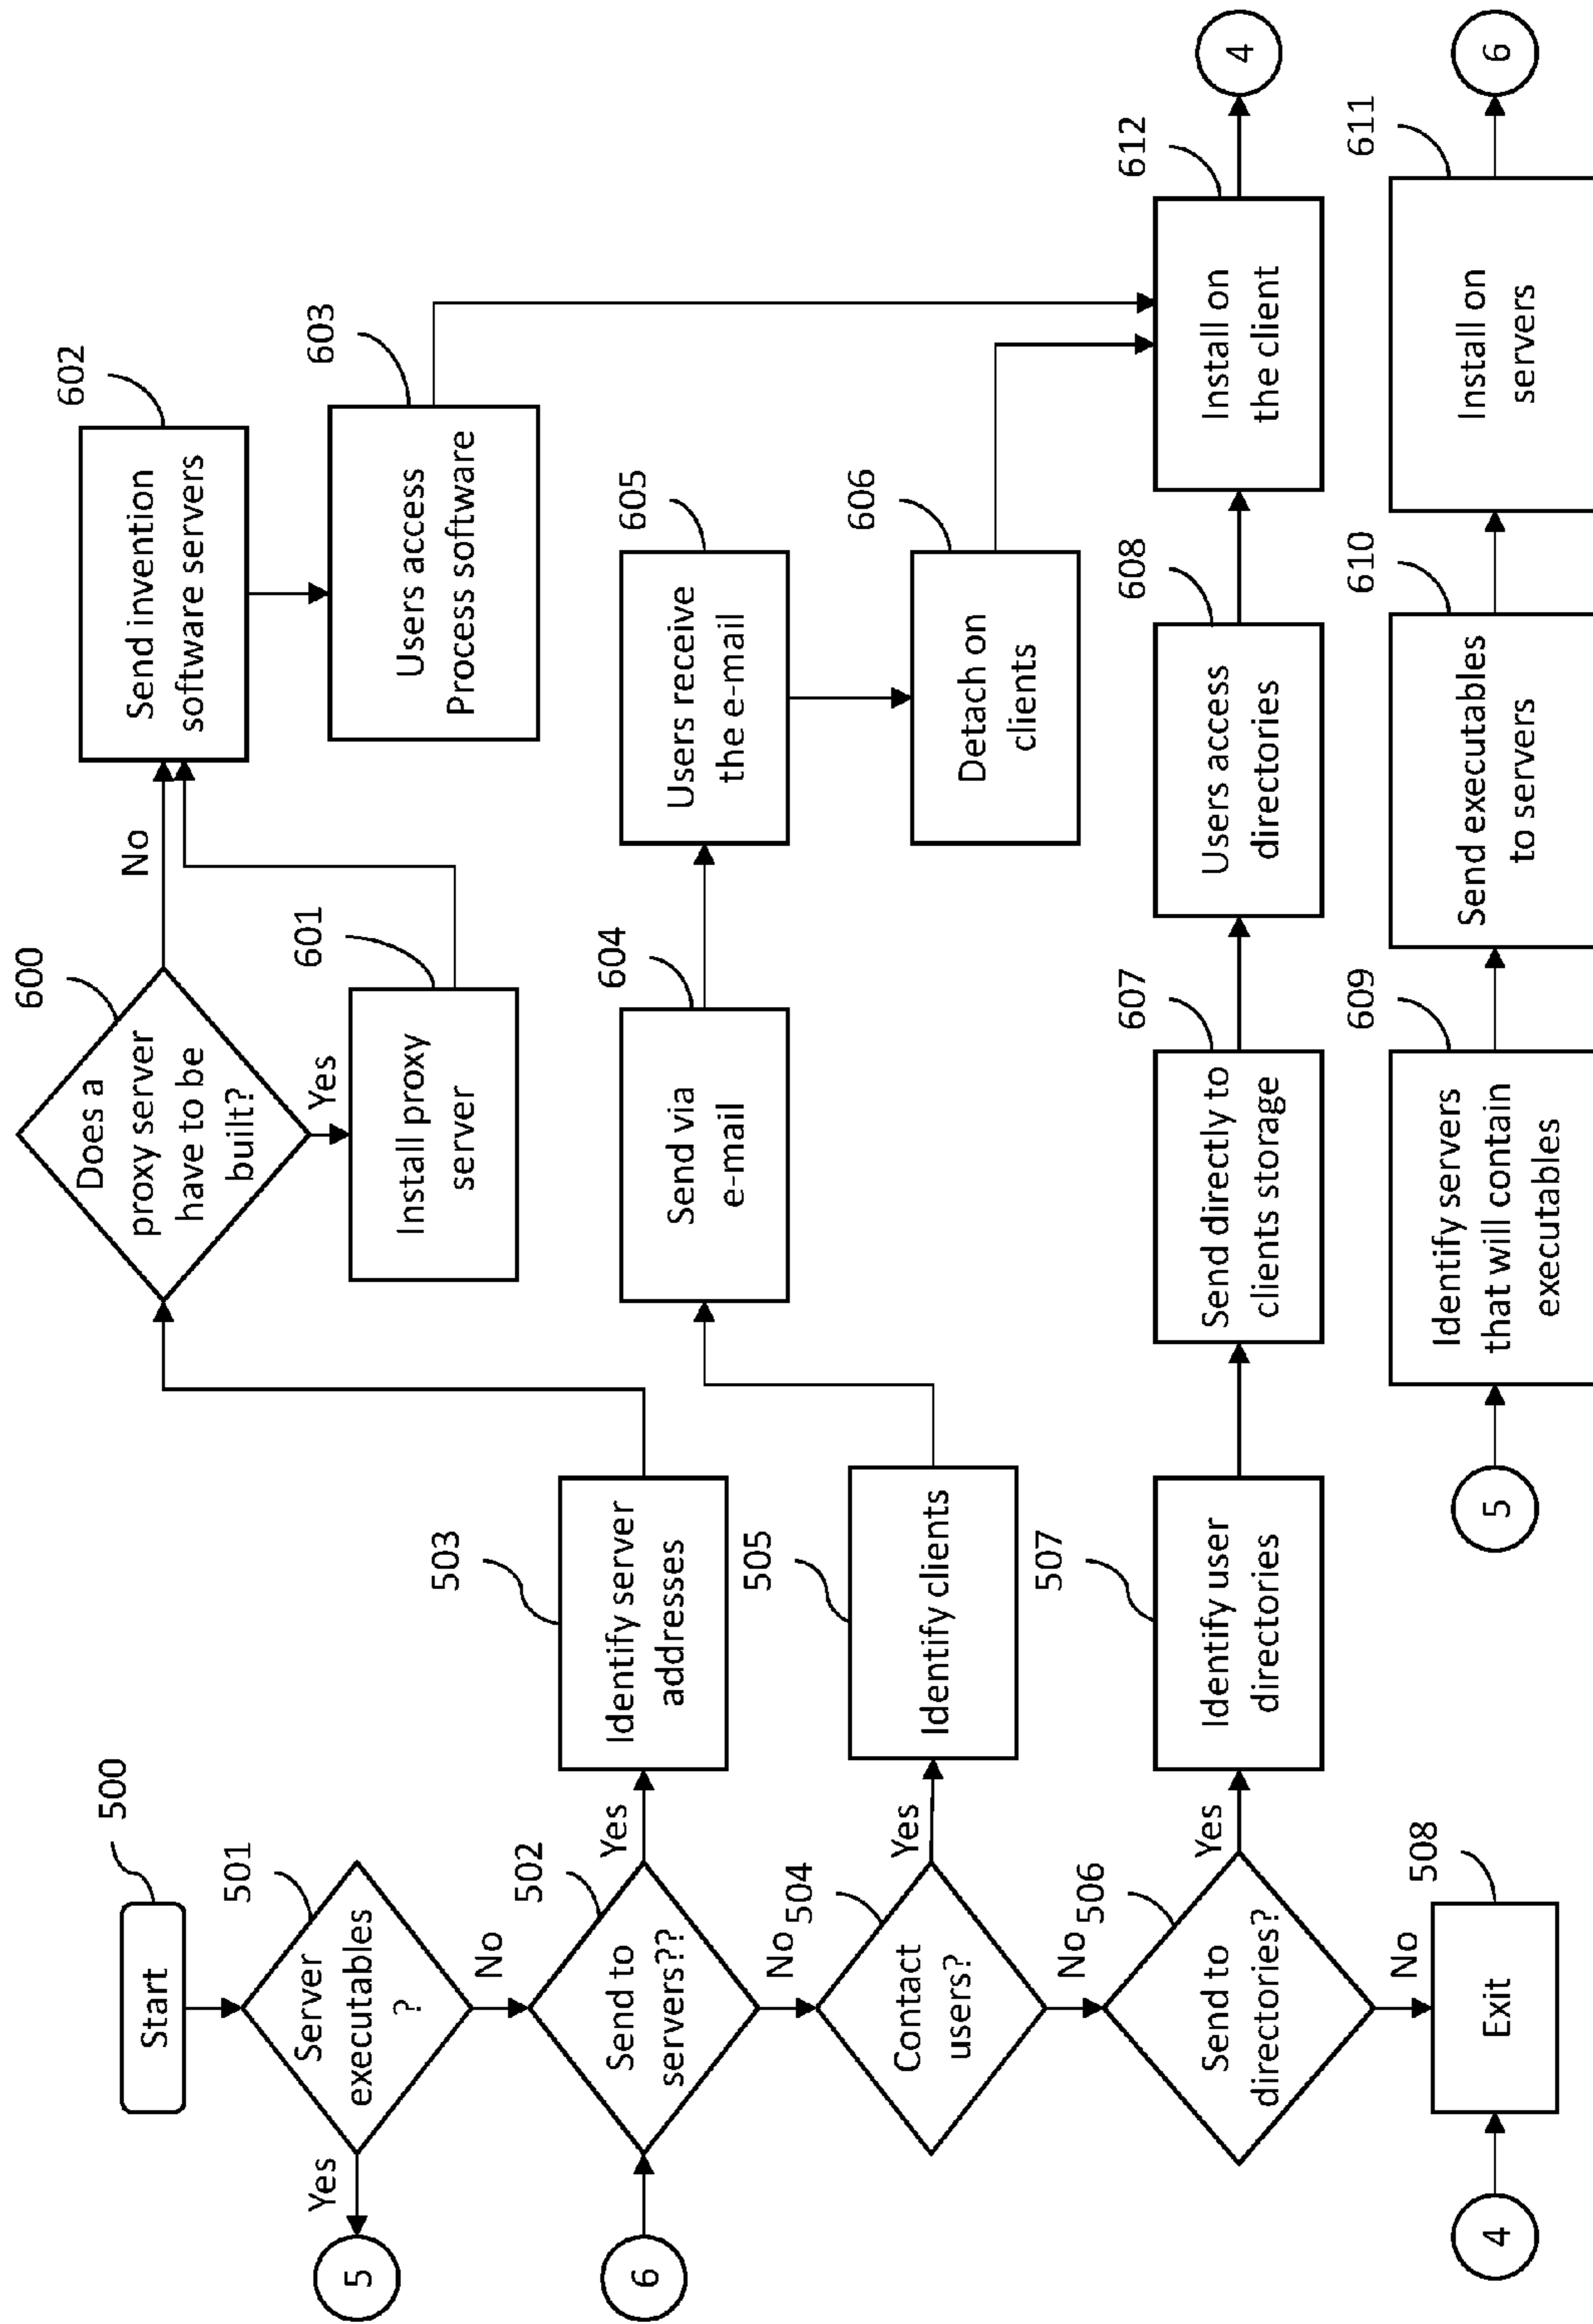 500
Start
501
Server
executables
?
Yes
5
No
502
Send to
servers??
6
Yes
503
Identify server
addresses
No
504
Contact
users?
Yes
505
Identify clients
No
506
Send to
directories?
Yes
507
Identify user
directories
No
508
Exit
4
600
Does a
proxy server
have to be
built?
No
Yes
601
Install proxy
server
602
Send invention
software servers
603
Users access
Process software
604
Send via
e-mail
605
Users receive
the e-mail
606
Detach on
clients
607
Send directly to
clients storage
608
Users access
directories
612
Install on
the client
4
5
609
Identify servers
that will contain
executables
610
Send executables
to servers
611
Install on
servers
6